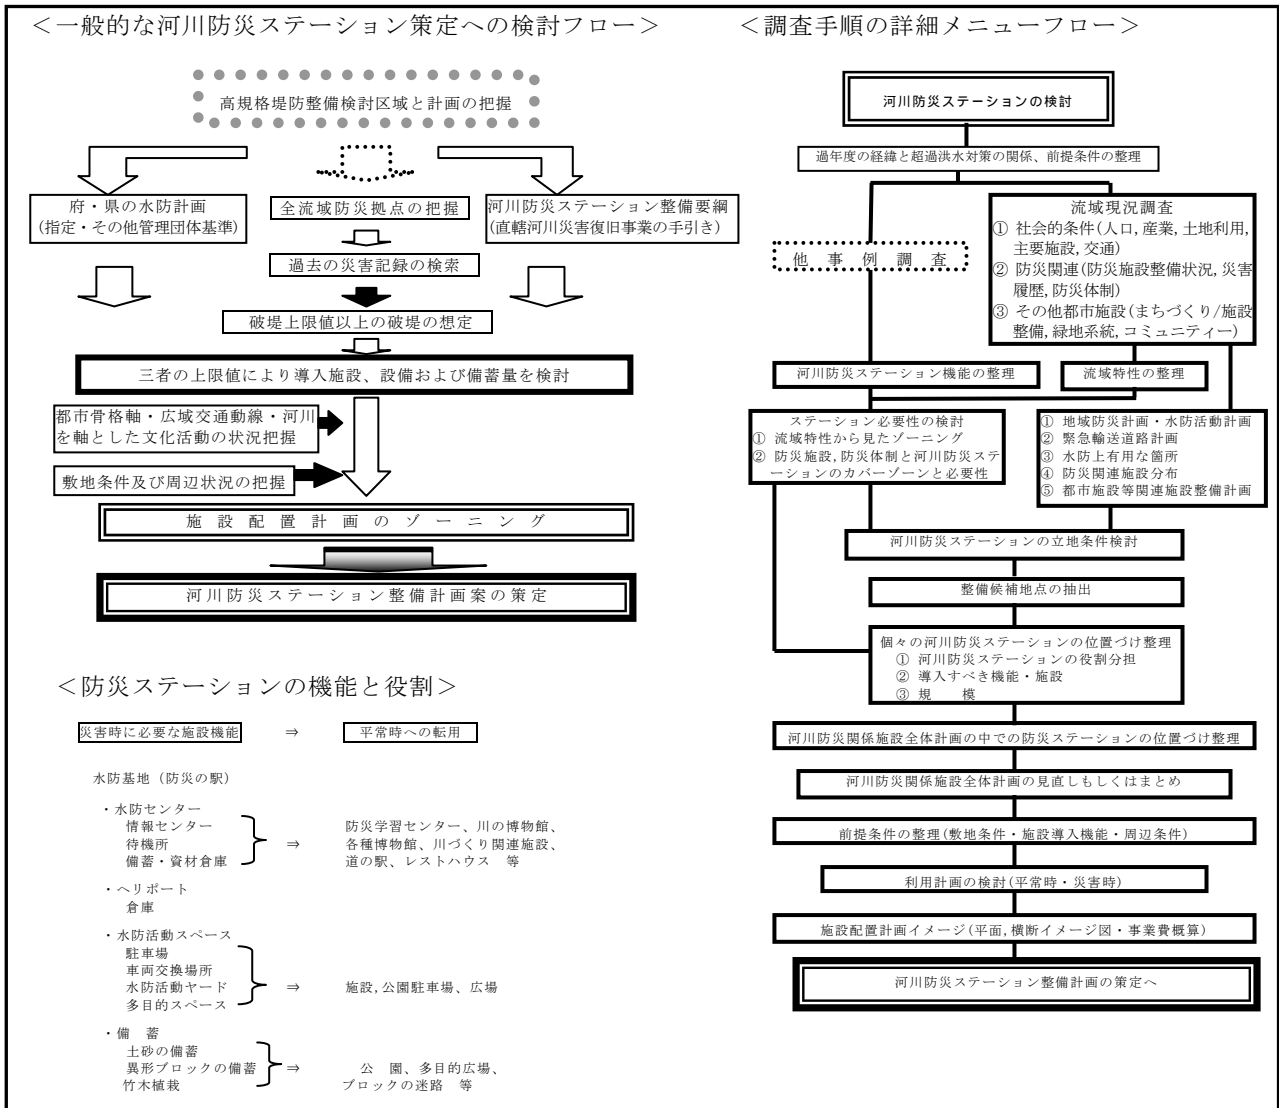 ＜一般的な河川防災ステーション策定への検討フロー＞
高規格堤防整備検討区域と計画の把握
府・県の水防計画
(指定・その他管理団体基準)
全流域防災拠点の把握
河川防災ステーション整備要綱
(直轄河川災害復旧事業の手引き)
過去の災害記録の検索
破堤上限値以上の破堤の想定
三者の上限値により導入施設、設備および備蓄量を検討
都市骨格軸・広域交通動線・河川
を軸とした文化活動の状況把握
敷地条件及び周辺状況の把握
施　設　配　置　計　画　の　ゾ　ー　ニ　ン　グ
河川防災ステーション整備計画案の策定
＜防災ステーションの機能と役割＞
災害時に必要な施設機能　⇒　平常時への転用
水防基地（防災の駅）
・水防センター
情報センター
待機所
備蓄・資材倉庫
⇒
防災学習センター、川の博物館、
各種博物館、川づくり関連施設、
道の駅、レストハウス　等
・ヘリポート
倉庫
・水防活動スペース
駐車場
車両交換場所
水防活動ヤード
多目的スペース
⇒
施設,公園駐車場、広場
・備　蓄
土砂の備蓄
異形ブロックの備蓄
竹木植栽
⇒
公　園、多目的広場、
ブロックの迷路　等
＜調査手順の詳細メニューフロー＞
河川防災ステーションの検討
過年度の経緯と超過洪水対策の関係、前提条件の整理
他　事　例　調　査
流域現況調査
① 社会的条件(人口,産業,土地利用,
主要施設,交通)
② 防災関連(防災施設整備状況,災害
履歴,防災体制)
③ その他都市施設(まちづくり/施設
整備,緑地系統,コミュニティー)
河川防災ステーション機能の整理
流域特性の整理
ステーション必要性の検討
① 流域特性から見たゾーニング
② 防災施設,防災体制と河川防災ステ
ーションのカバーゾーンと必要性
① 地域防災計画・水防活動計画
② 緊急輸送道路計画
③ 水防上有用な箇所
④ 防災関連施設分布
⑤ 都市施設等関連施設整備計画
河川防災ステーションの立地条件検討
整備候補地点の抽出
個々の河川防災ステーションの位置づけ整理
① 河川防災ステーションの役割分担
② 導入すべき機能・施設
③ 規　　模
河川防災関係施設全体計画の中での防災ステーションの位置づけ整理
河川防災関係施設全体計画の見直しもしくはまとめ
前提条件の整理(敷地条件・施設導入機能・周辺条件)
利用計画の検討(平常時・災害時)
施設配置計画イメージ(平面,横断イメージ図・事業費概算)
河川防災ステーション整備計画の策定へ